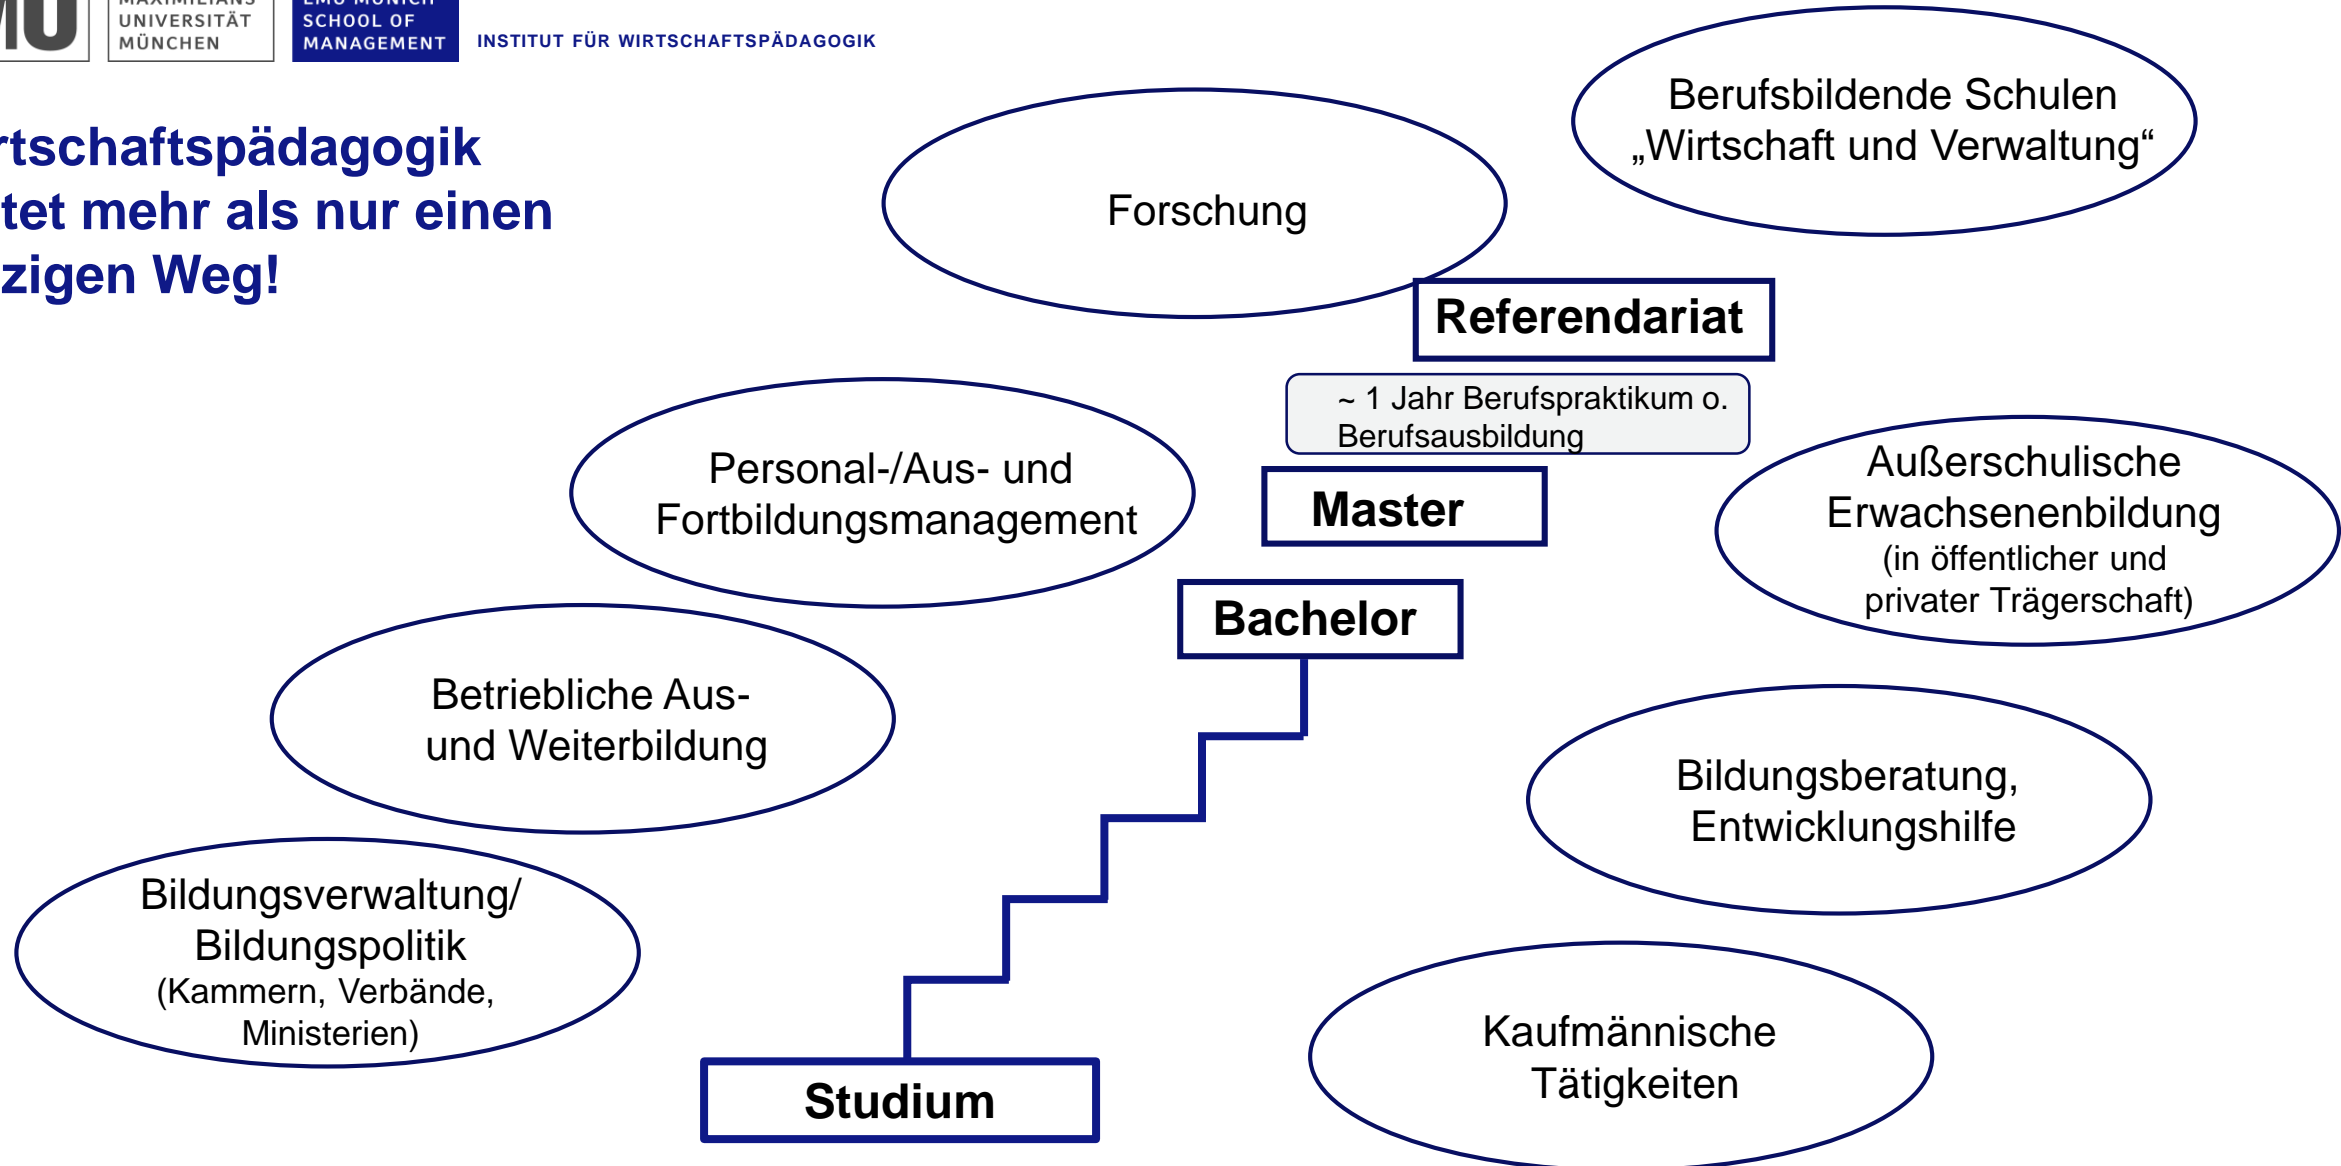 MU
UNIVERSITÄT
MÜNCHEN
SCHOOL OF
MANAGEMENT
INSTITUT FÜR WIRTSCHAFTSPÄDAGOGIK
rtschaftspädagogik
tet mehr als nur einen
zigen Weg!
Berufsbildende Schulen
„Wirtschaft und Verwaltung“
Forschung
Referendariat
~ 1 Jahr Berufspraktikum o.
Berufsausbildung
Personal-/Aus- und
Fortbildungsmanagement
Master
Außerschulische
Erwachsenenbildung
(in öffentlicher und
privater Trägerschaft)
Bachelor
Betriebliche Aus-
und Weiterbildung
Bildungsberatung,
Entwicklungshilfe
Bildungsverwaltung/
Bildungspolitik
(Kammern, Verbände,
Ministerien)
Kaufmännische
Tätigkeiten
Studium